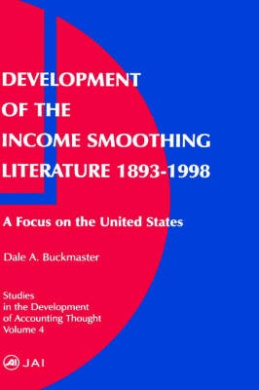 DEVELOPMENT
OF THE
INCOME SMOOTHING
LITERATURE 1893-1998
A Focus on the United States
Dale A. Buckmaster
Studies
in the Development
of Accounting Thought
Volume 4
JAI